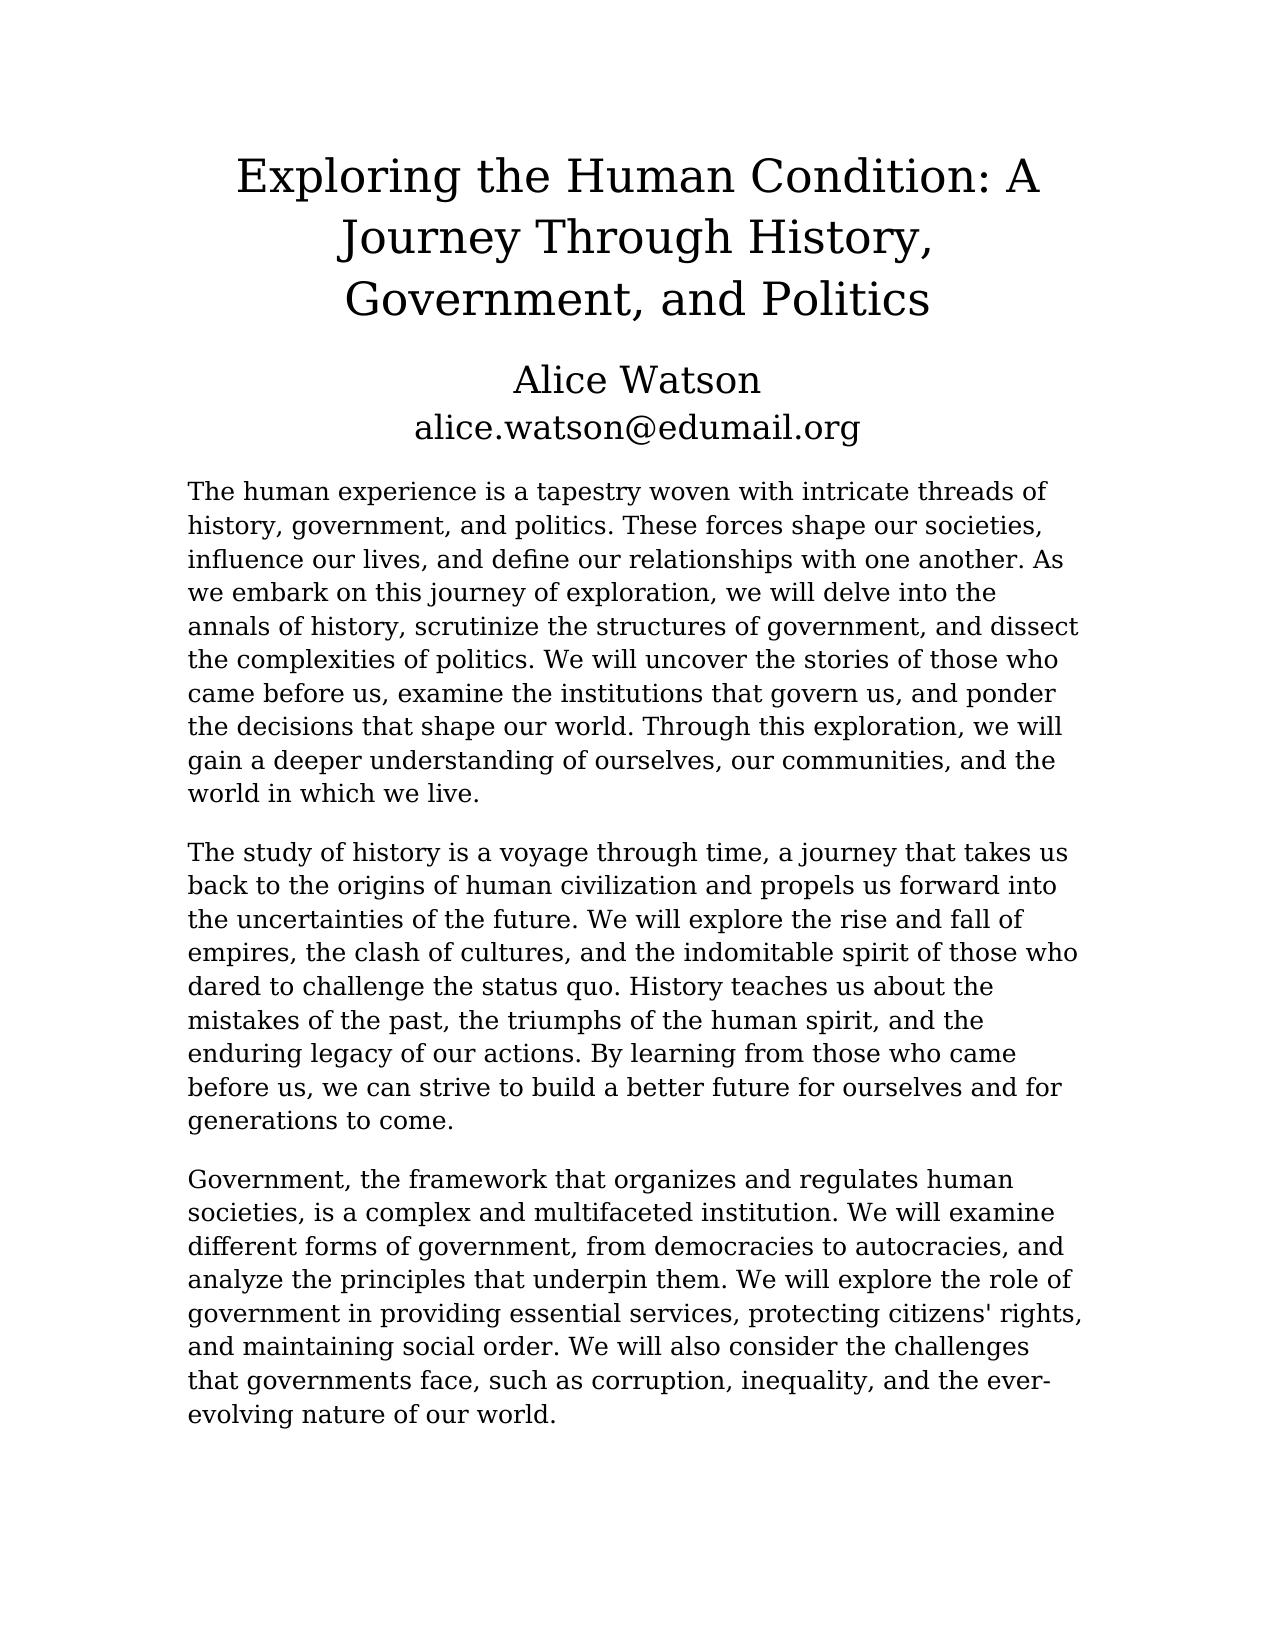 Exploring the Human Condition: A
Journey Through History,
Government, and Politics
Alice Watson
alice.watson@edumail.org
The human experience is a tapestry woven with intricate threads of
history, government, and politics. These forces shape our societies,
influence our lives, and define our relationships with one another. As
we embark on this journey of exploration, we will delve into the
annals of history, scrutinize the structures of government, and dissect
the complexities of politics. We will uncover the stories of those who
came before us, examine the institutions that govern us, and ponder
the decisions that shape our world. Through this exploration, we will
gain a deeper understanding of ourselves, our communities, and the
world in which we live.
The study of history is a voyage through time, a journey that takes us
back to the origins of human civilization and propels us forward into
the uncertainties of the future. We will explore the rise and fall of
empires, the clash of cultures, and the indomitable spirit of those who
dared to challenge the status quo. History teaches us about the
mistakes of the past, the triumphs of the human spirit, and the
enduring legacy of our actions. By learning from those who came
before us, we can strive to build a better future for ourselves and for
generations to come.
Government, the framework that organizes and regulates human
societies, is a complex and multifaceted institution. We will examine
different forms of government, from democracies to autocracies, and
analyze the principles that underpin them. We will explore the role of
government in providing essential services, protecting citizens' rights,
and maintaining social order. We will also consider the challenges
that governments face, such as corruption, inequality, and the ever-
evolving nature of our world.